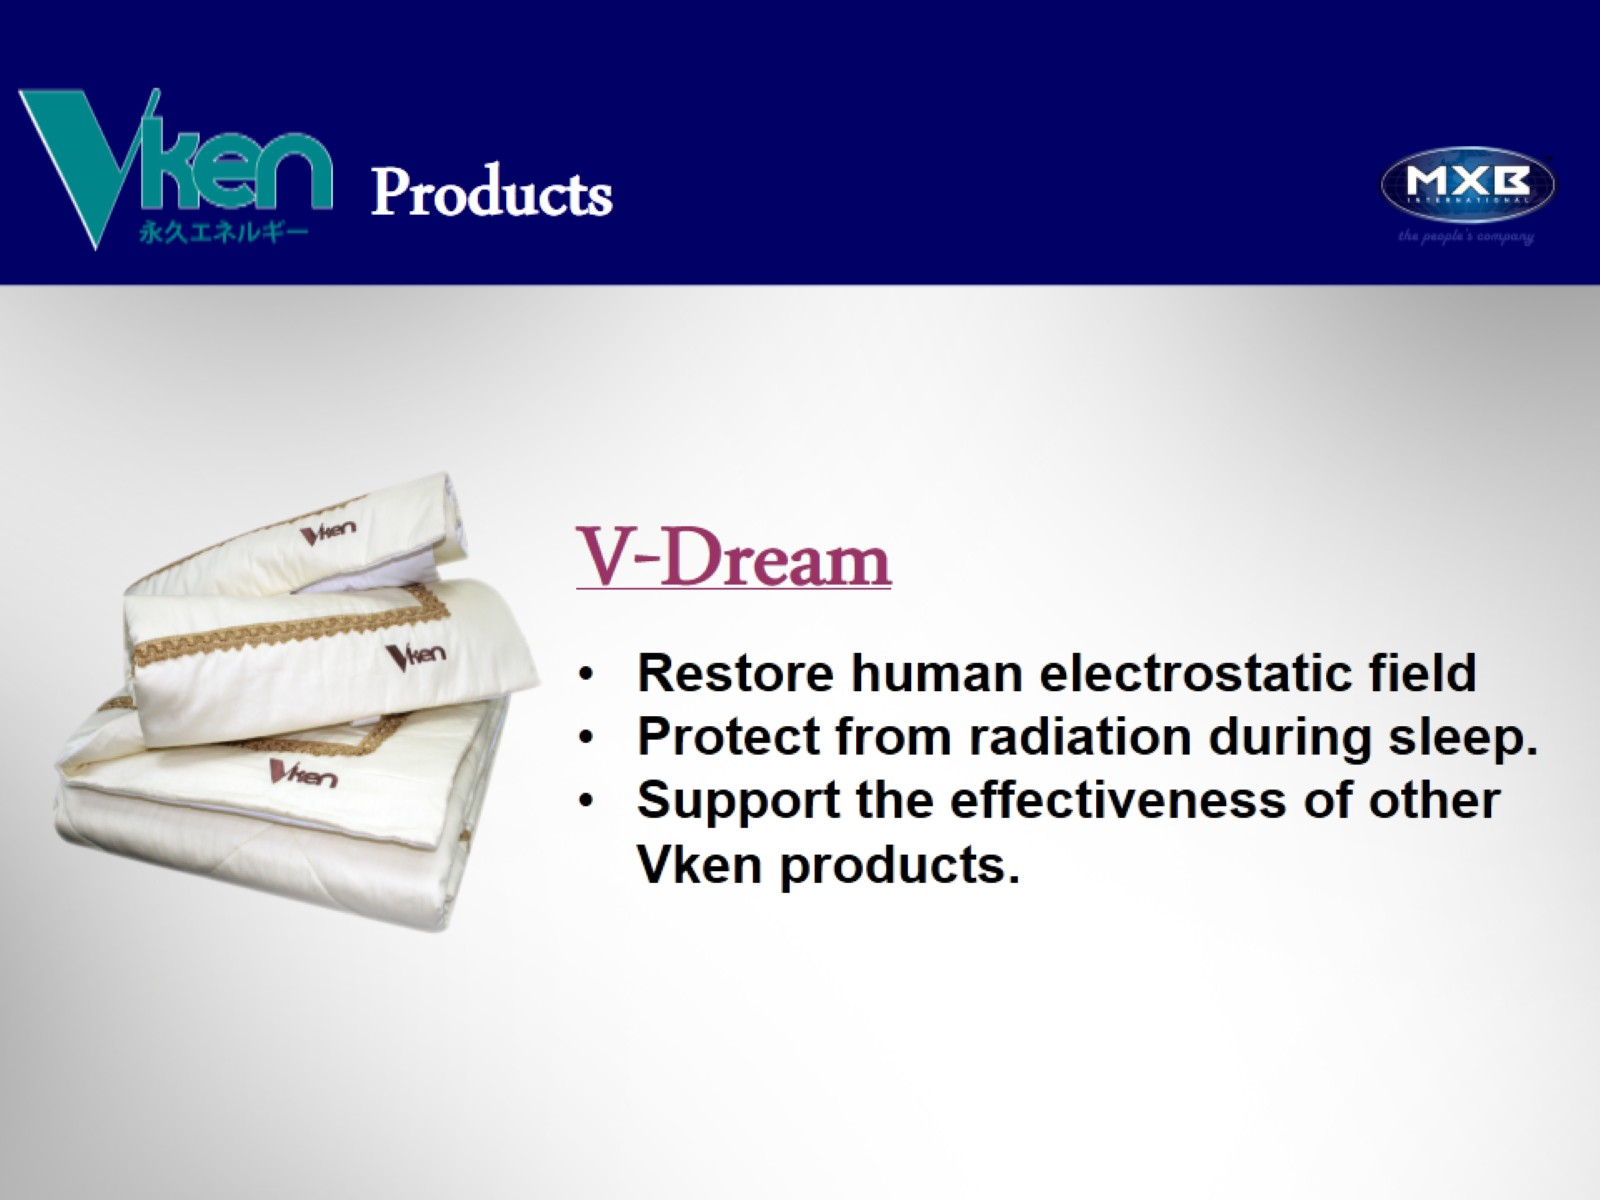 Vken
永久エネルギー
Products
MXB
INTERNATIONAL
the people's company
Vken
Vken
Vken
V-Dream
• Restore human electrostatic field
• Protect from radiation during sleep.
• Support the effectiveness of other
Vken products.